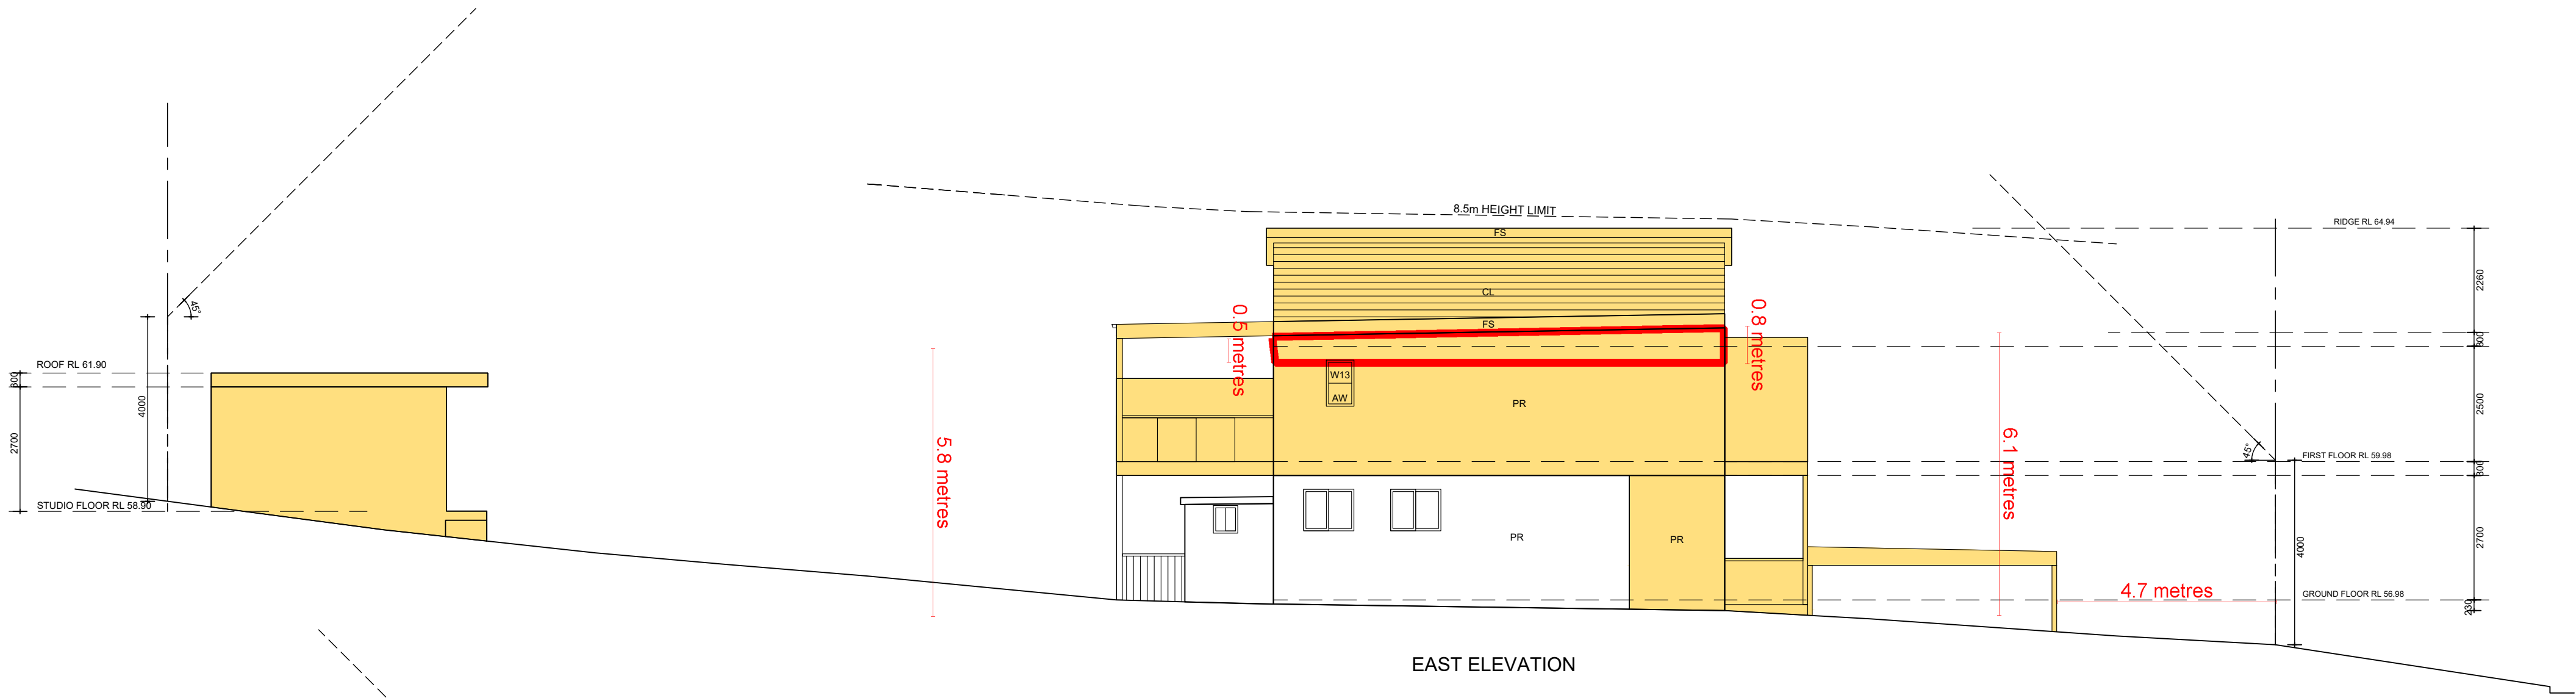 8.5m HEIGHT LIMIT
RIDGE RL 64.94
FS
2260
CL
45°
FS
0.5 metres
0.8 metres
300
ROOF RL 61.90
300
4000
W13
AW
PR
2500
2700
5.8 metres
6.1 metres
45°
FIRST FLOOR RL 59.98
300
STUDIO FLOOR RL 58.90
PR
PR
2700
4000
4.7 metres
GROUND FLOOR RL 56.98
230
EAST ELEVATION